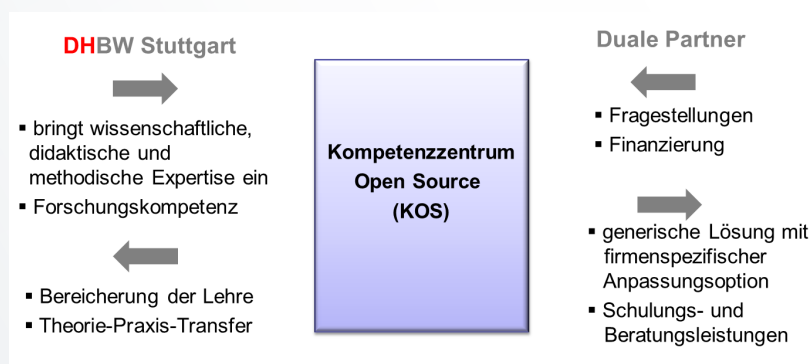 DHBW Stuttgart
▪ bringt wissenschaftliche,
didaktische und
methodische Expertise ein
▪ Forschungskompetenz
▪ Bereicherung der Lehre
▪ Theorie-Praxis-Transfer
Kompetenzzentrum
Open Source
(KOS)
Duale Partner
▪ Fragestellungen
▪ Finanzierung
▪ generische Lösung mit
firmenspezifischer
Anpassungsoption
▪ Schulungs- und
Beratungsleistungen